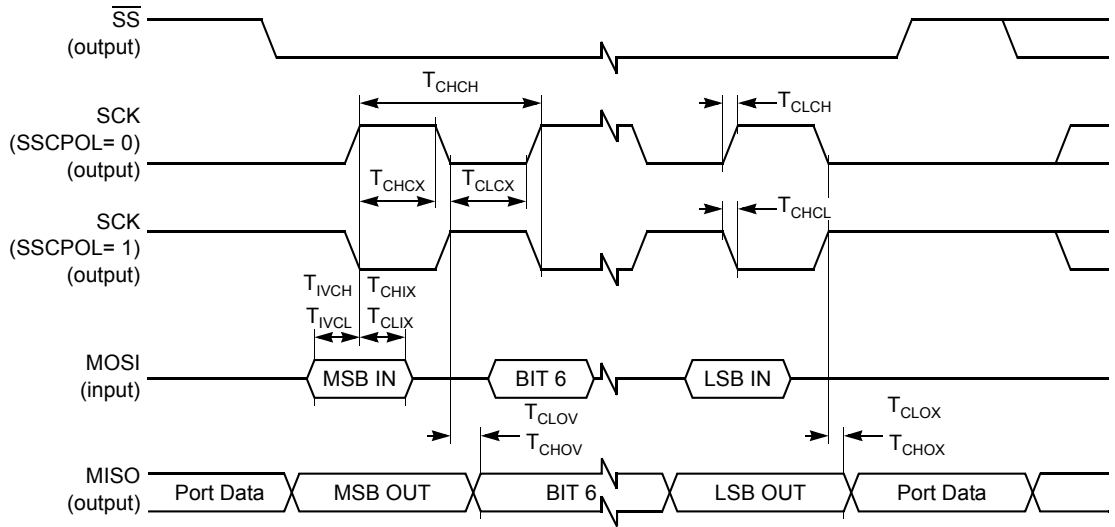 SS
(output)
T_CHCH
T_CLCH
SCK
(SSCPOL= 0)
(output)
T_CHCX
T_CLCX
T_CHCL
SCK
(SSCPOL= 1)
(output)
T_IVCH
T_CHIX
T_IVCL
T_CLIX
MOSI
(input)
MSB IN
BIT 6
LSB IN
T_CLOV
T_CHOV
T_CLOX
T_CHOX
MISO
(output)
Port Data
MSB OUT
BIT 6
LSB OUT
Port Data